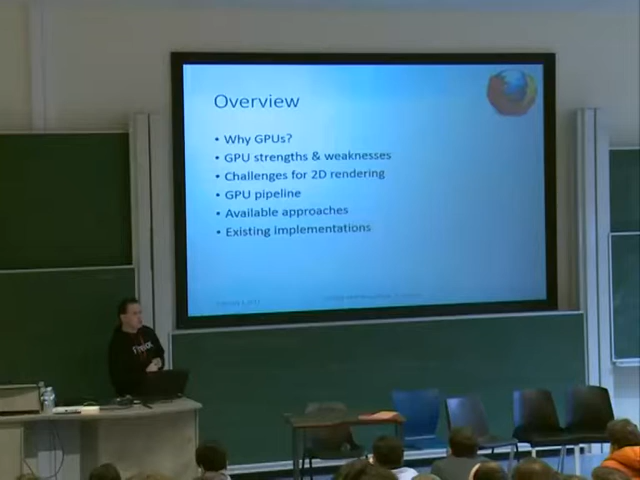 Overview
• Why GPUs?
• GPU strengths & weaknesses
• Challenges for 2D rendering
• GPU pipeline
• Available approaches
• Existing implementations